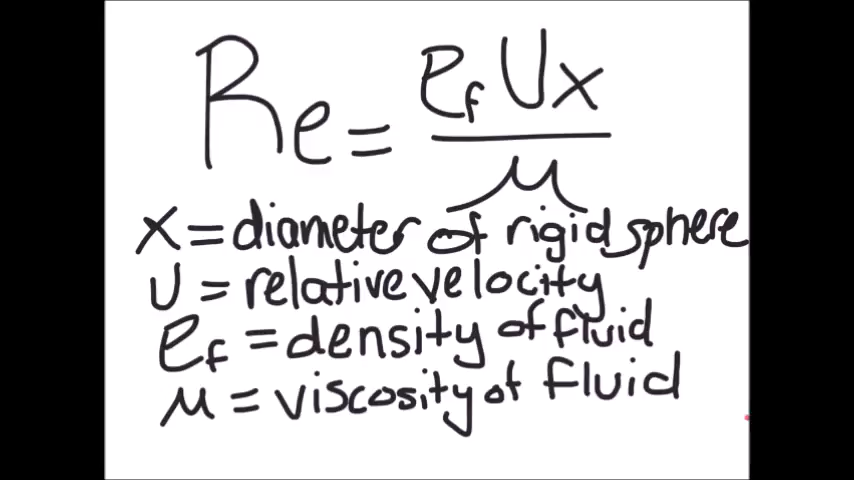 Re = ρf U x / μ
x = diameter of rigid sphere
U = relative velocity
ρf = density of fluid
μ = viscosity of fluid